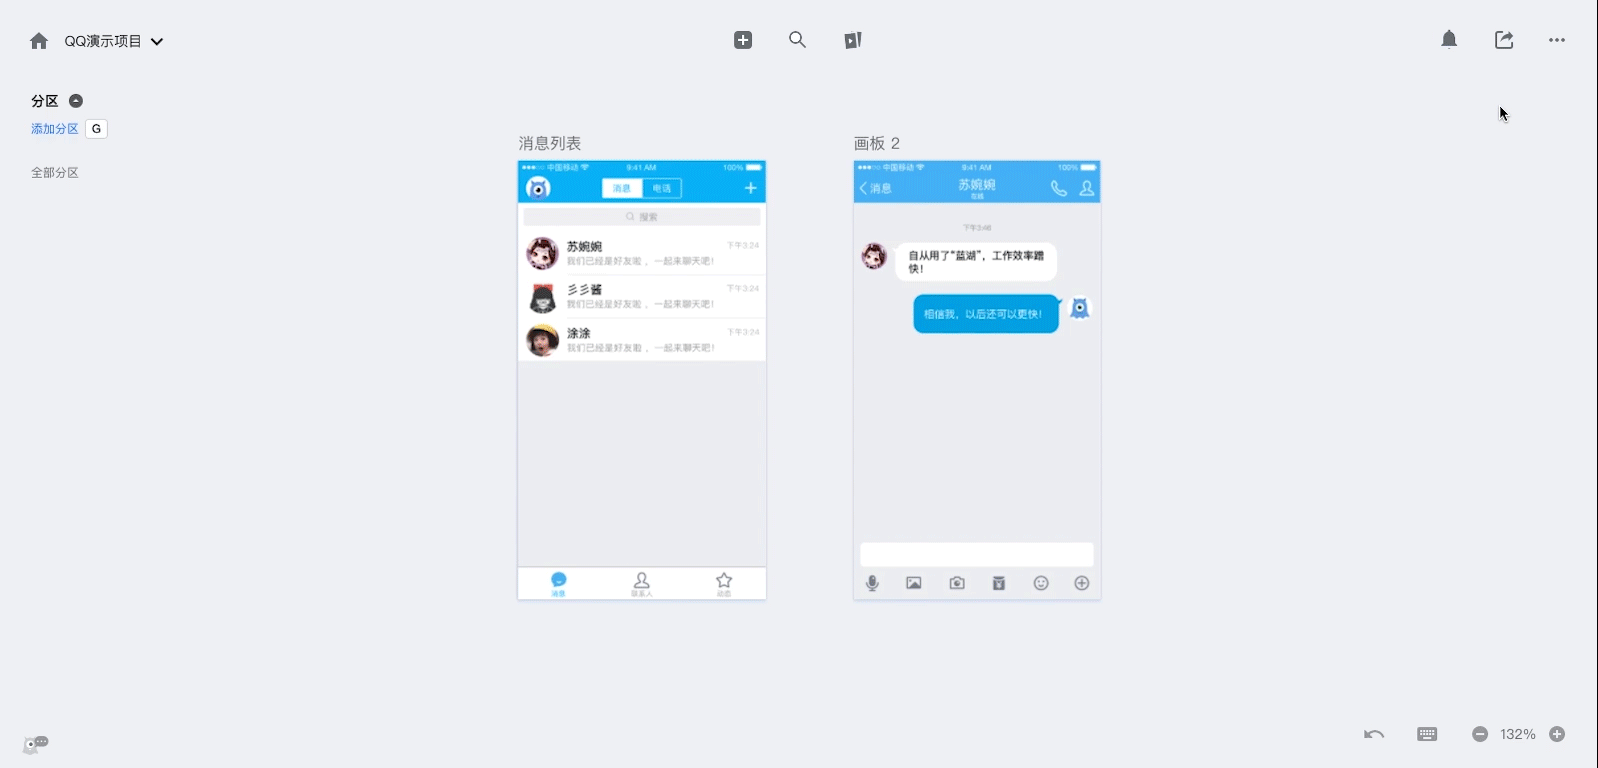 QQ演示项目
分区
添加分区 G
全部分区
消息列表
中国移动 9:41 AM 100%
消息 电话
搜索
苏婉婉 下午3:24
我们已经是好友啦，一起来聊天吧！
彡彡酱 下午3:24
我们已经是好友啦，一起来聊天吧！
涂涂 下午3:24
我们已经是好友啦，一起来聊天吧！
消息 联系人 动态
画板 2
中国移动 9:41 AM 100%
消息 苏婉婉
在线
下午3:48
自从用了“蓝湖”，工作效率蹭
快！
相信我，以后还可以更快！
132%